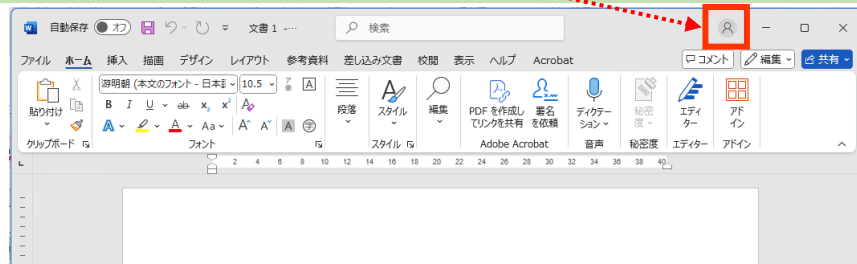 自動保存 オフ 文書 1 -… 検索
ファイル ホーム 挿入 描画 デザイン レイアウト 参考資料 差し込み文書 校閲 表示 ヘルプ Acrobat コメント 編集 共有
游明朝 (本文のフォント - 日本語 10.5
貼り付け B I U ab x₂ x² A 段落 スタイル 編集 PDF を作成し 署名 ディクテー 秘密 エディ アド
てリンクを共有 を依頼 ション 度 ター イン
A A Aa A A A 字
クリップボード フォント スタイル Adobe Acrobat 音声 秘密度 エディター アドイン
L 2 4 6 8 10 12 14 16 18 20 22 24 26 28 30 32 34 36 38 40